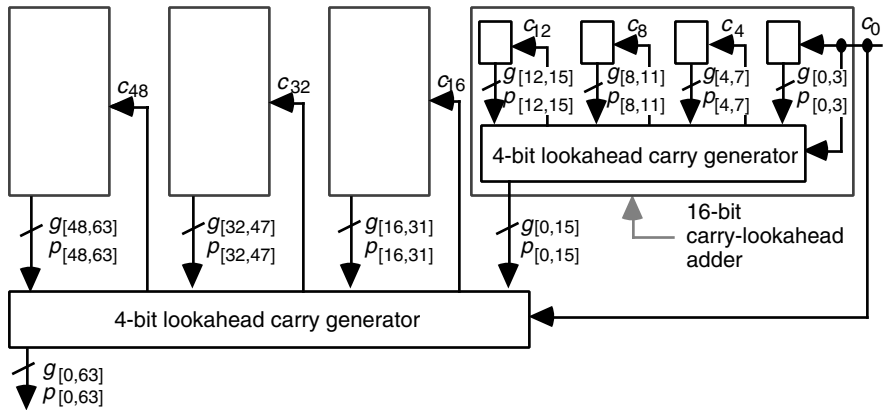 c12 c8 c4 c0
c48 c32 c16
g[12,15] g[8,11] g[4,7] g[0,3]
p[12,15] p[8,11] p[4,7] p[0,3]
4-bit lookahead carry generator
g[48,63] g[32,47] g[16,31] g[0,15]
p[48,63] p[32,47] p[16,31] p[0,15]
16-bit
carry-lookahead
adder
4-bit lookahead carry generator
g[0,63]
p[0,63]